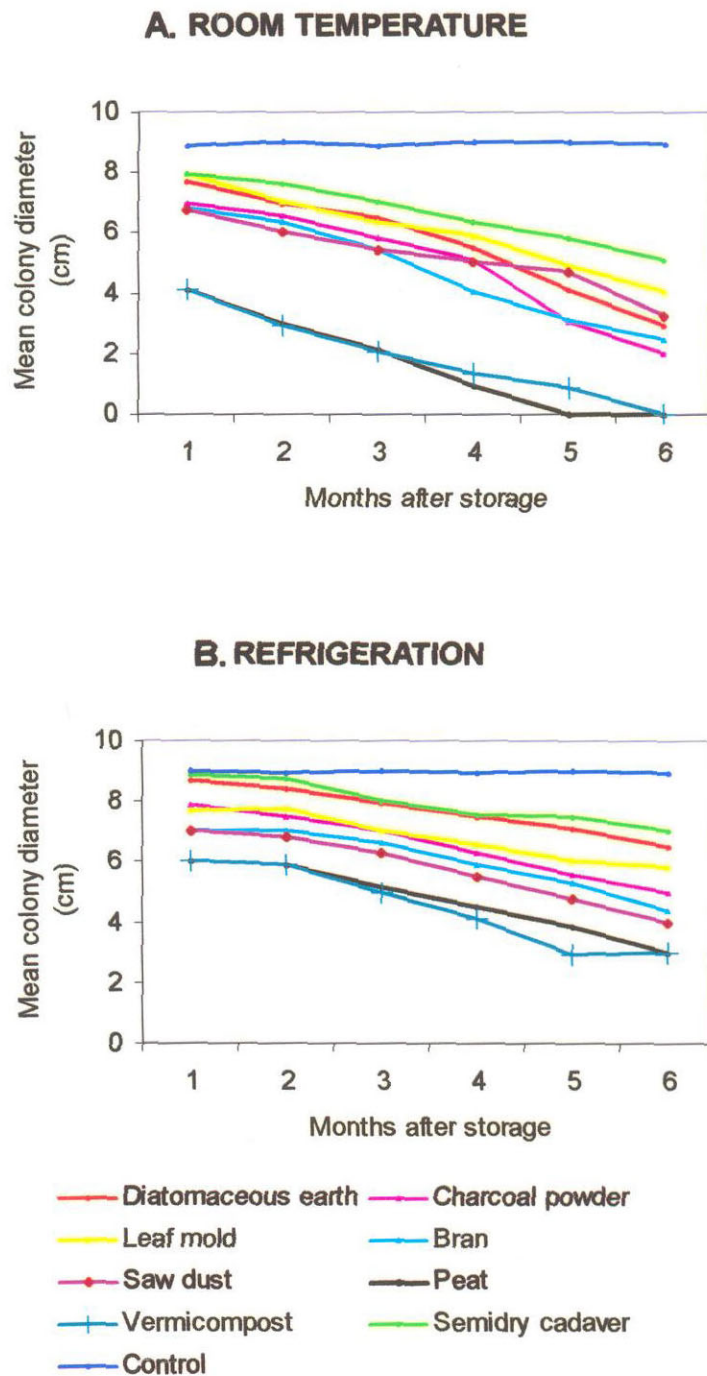 A. ROOM TEMPERATURE
Mean colony diameter
(cm)
10
8
6
4
2
0
1 2 3 4 5 6
Months after storage
B. REFRIGERATION
Mean colony diameter
(cm)
10
8
6
4
2
0
1 2 3 4 5 6
Months after storage
Diatomaceous earth Charcoal powder
Leaf mold Bran
Saw dust Peat
Vermicompost Semidry cadaver
Control